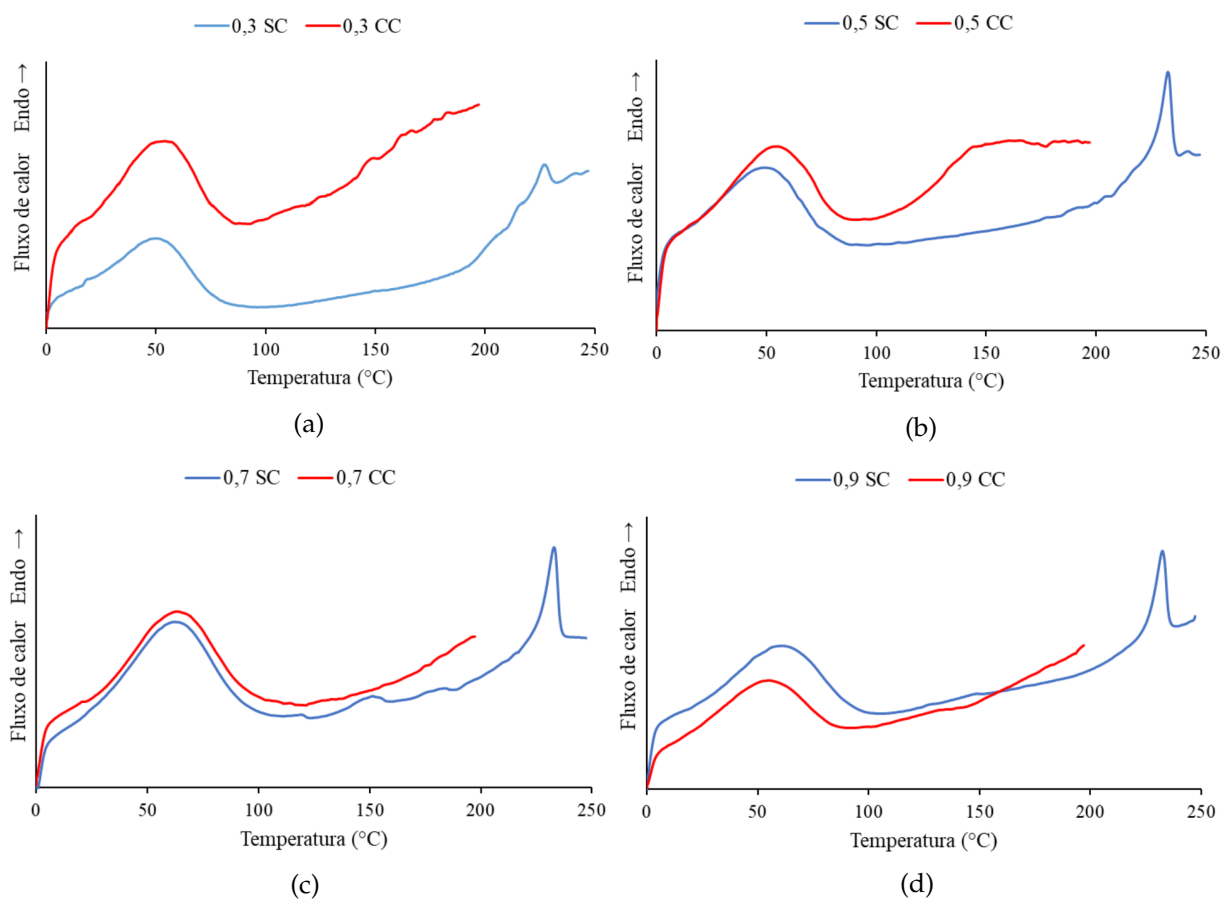 0,3 SC 0,3 CC
Fluxo de calor Endo →
0 50 100 150 200 250
Temperatura (°C)
(a)
0,5 SC 0,5 CC
Fluxo de calor Endo →
0 50 100 150 200 250
Temperatura (°C)
(b)
0,7 SC 0,7 CC
Fluxo de calor Endo →
0 50 100 150 200 250
Temperatura (°C)
(c)
0,9 SC 0,9 CC
Fluxo de calor Endo →
0 50 100 150 200 250
Temperatura (°C)
(d)